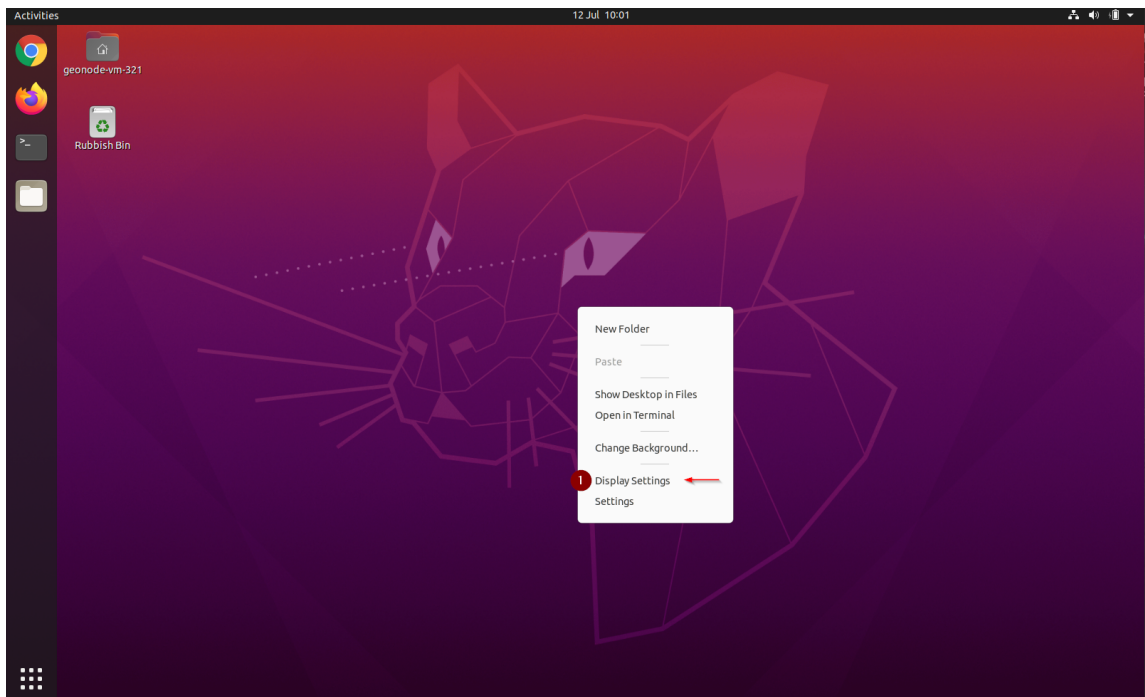 Activities
12 Jul 10:01
geonode-vm-321
Rubbish Bin
>_
New Folder
Paste
Show Desktop in Files
Open in Terminal
Change Background...
1 Display Settings
Settings